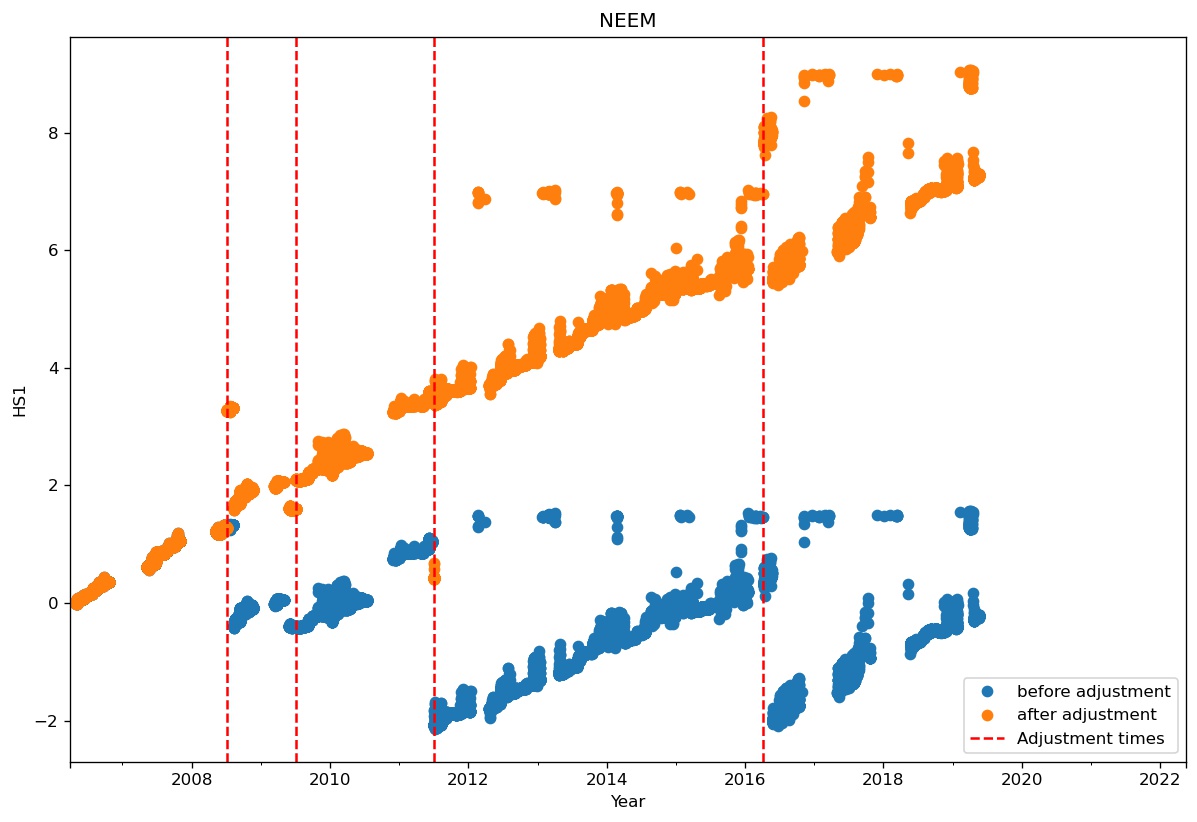 NEEM
HS1
8
6
4
2
0
−2
2008 2010 2012 2014 2016 2018 2020 2022
Year
before adjustment
after adjustment
Adjustment times